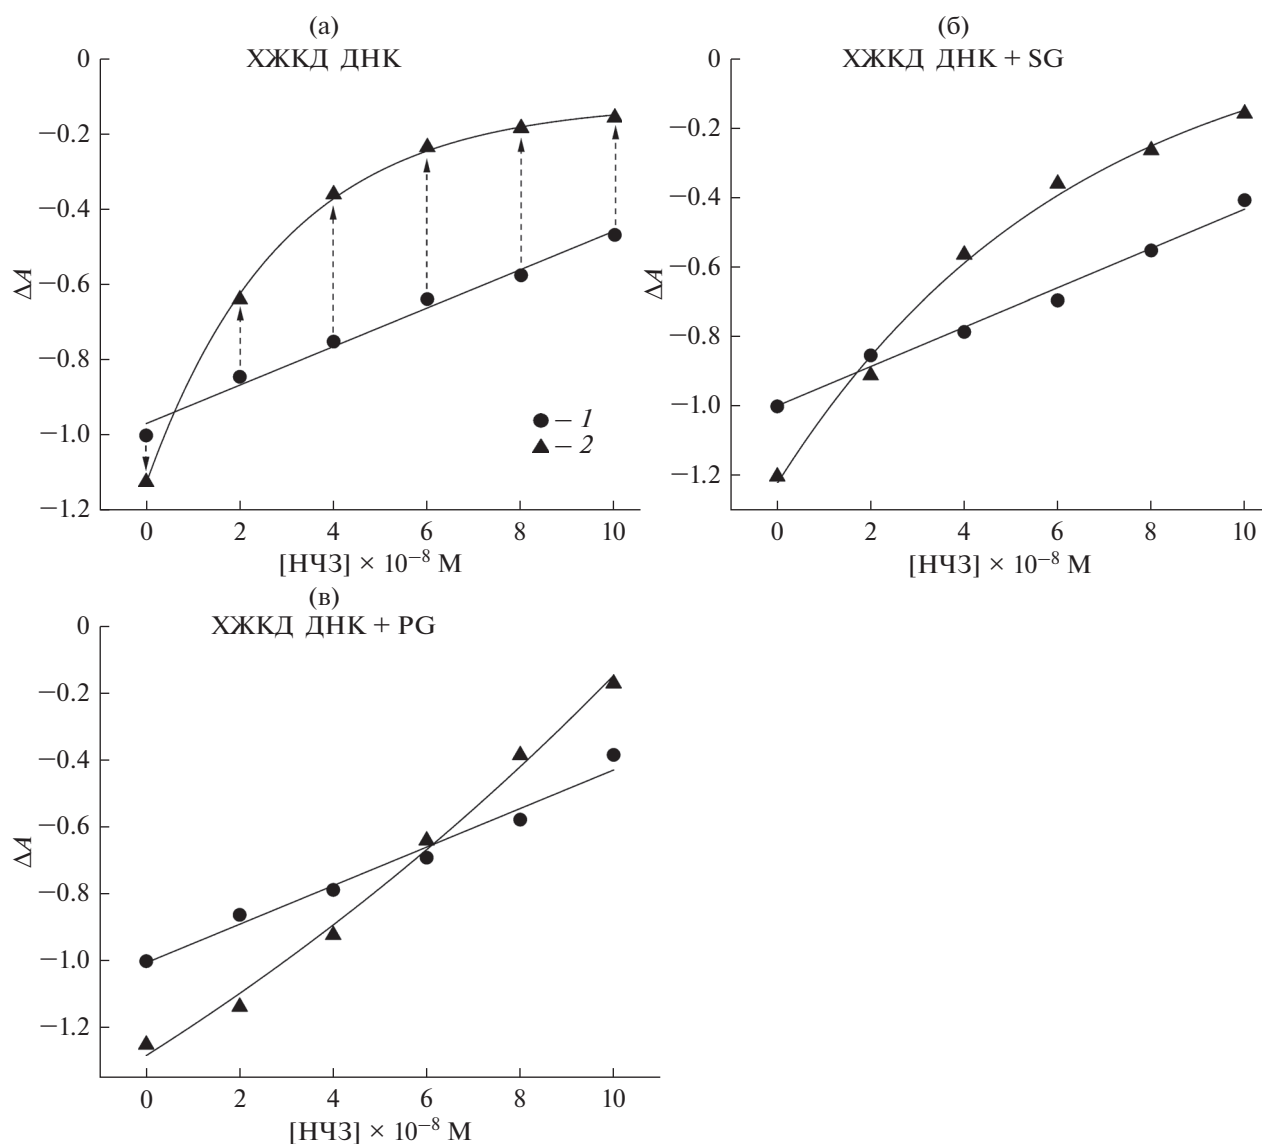 (а)
ХЖКД ДНК
0
−0.2
−0.4
−0.6
−0.8
−1.0
−1.2
ΔA
0 2 4 6 8 10
[НЧЗ] × 10⁻⁸ М
– 1
– 2
(б)
ХЖКД ДНК + SG
0
−0.2
−0.4
−0.6
−0.8
−1.0
−1.2
ΔA
0 2 4 6 8 10
[НЧЗ] × 10⁻⁸ М
(в)
ХЖКД ДНК + PG
0
−0.2
−0.4
−0.6
−0.8
−1.0
−1.2
ΔA
0 2 4 6 8 10
[НЧЗ] × 10⁻⁸ М